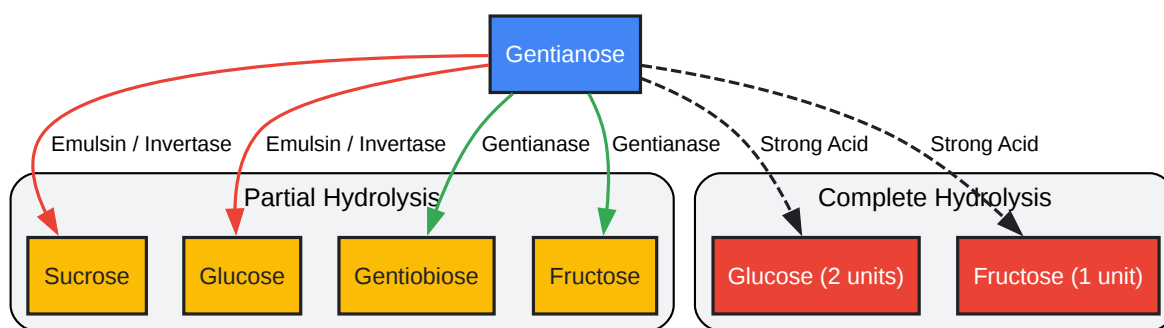 Gentianose
Emulsin / Invertase
Emulsin / Invertase
Gentianase
Gentianase
Strong Acid
Strong Acid
Partial Hydrolysis
Complete Hydrolysis
Sucrose
Glucose
Gentiobiose
Fructose
Glucose (2 units)
Fructose (1 unit)